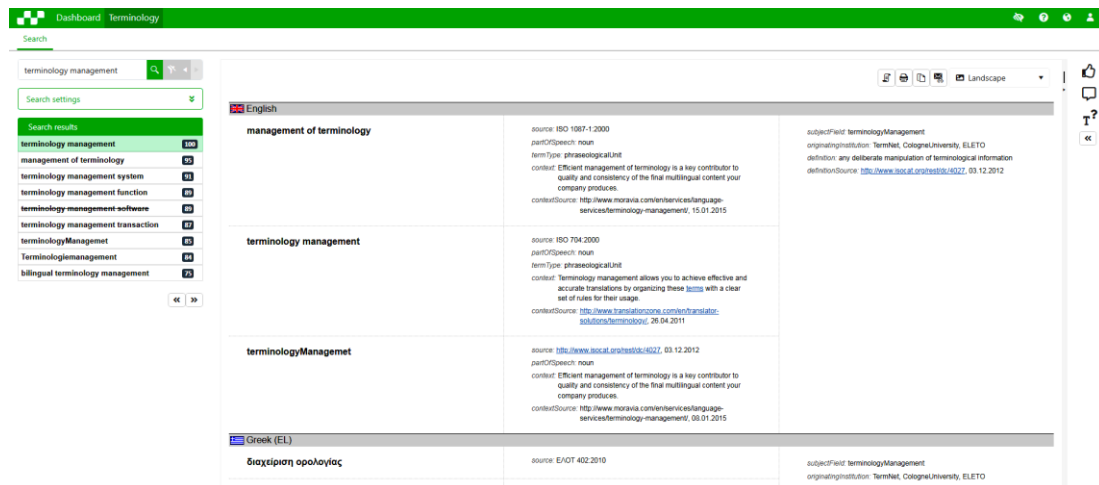 Dashboard Terminology
Search
terminology management
Search settings
Search results
terminology management 100
management of terminology 95
terminology management system 91
terminology management function 89
terminology management software 89
terminology management transaction 87
terminologyManagemet 85
Terminologiemanagement 84
bilingual terminology management 75
Landscape
English
management of terminology
source: ISO 1087-1:2000
partOfSpeech: noun
termType: phraseologicalUnit
context: Efficient management of terminology is a key contributor to
quality and consistency of the final multilingual content your
company produces.
contextSource: http://www.moravia.com/en/services/language-
services/terminology-management/, 15.01.2015
subjectField: terminologyManagement
originatingInstitution: TermNet, CologneUniversity, ELETO
definition: any deliberate manipulation of terminological information
definitionSource: http://www.isocat.org/rest/dc/4027, 03.12.2012
terminology management
source: ISO 704:2000
partOfSpeech: noun
termType: phraseologicalUnit
context: Terminology management allows you to achieve effective and
accurate translations by organizing these terms with a clear
set of rules for their usage.
contextSource: http://www.translationzone.com/en/translator-
solutions/terminology/, 26.04.2011
terminologyManagemet
source: http://www.isocat.org/rest/dc/4027, 03.12.2012
partOfSpeech: noun
context: Efficient management of terminology is a key contributor to
quality and consistency of the final multilingual content your
company produces.
contextSource: http://www.moravia.com/en/services/language-
services/terminology-management/, 08.01.2015
Greek (EL)
διαχείριση ορολογίας
source: ΕΛΟΤ 402:2010
subjectField: terminologyManagement
originatingInstitution: TermNet, CologneUniversity, ELETO
T?